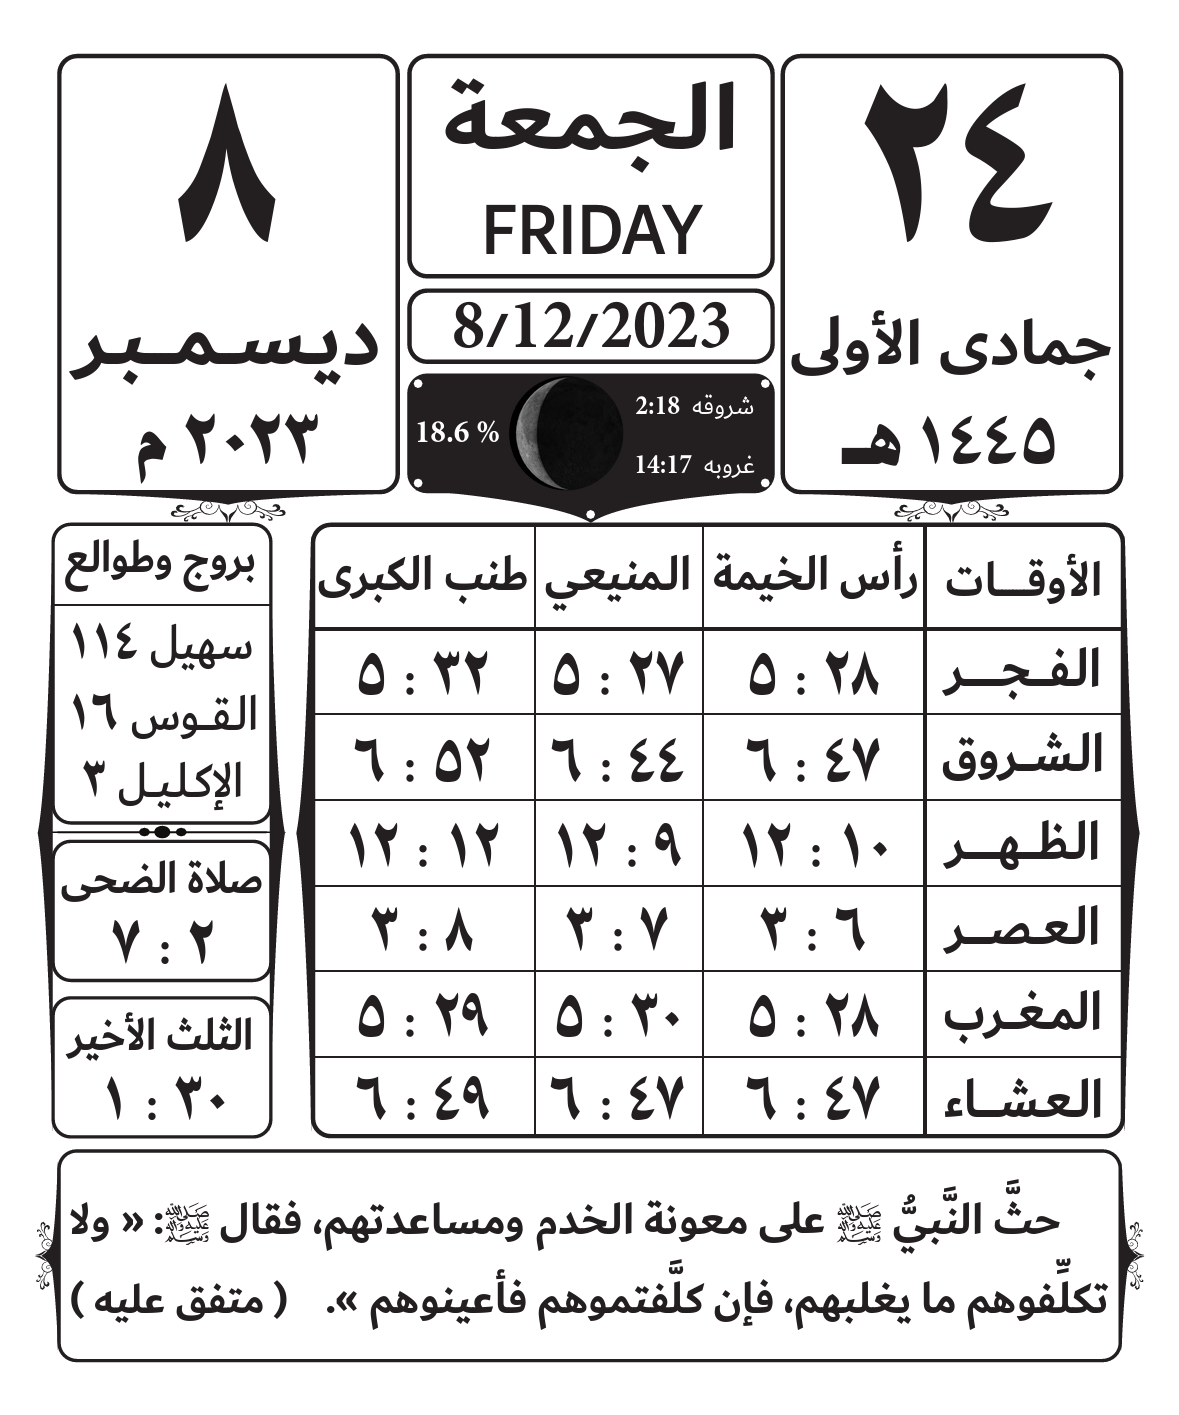 ٢٤
جمادى الأولى
١٤٤٥ هـ
الجمعة
FRIDAY
8/12/2023
شروقه 2:18
18.6 %
غروبه 14:17
٨
ديسمبر
٢٠٢٣ م
الأوقات رأس الخيمة المنيعي طنب الكبرى
الفجر ٢٨ : ٥ ٢٧ : ٥ ٣٢ : ٥
الشروق ٤٧ : ٦ ٤٤ : ٦ ٥٢ : ٦
الظهر ١٠ : ١٢ ٩ : ١٢ ١٢ : ١٢
العصر ٦ : ٣ ٧ : ٣ ٨ : ٣
المغرب ٢٨ : ٥ ٣٠ : ٥ ٢٩ : ٥
العشاء ٤٧ : ٦ ٤٧ : ٦ ٤٩ : ٦
بروج وطوالع
سهيل ١١٤
القوس ١٦
الإكليل ٣
صلاة الضحى
٢ : ٧
الثلث الأخير
٣٠ : ١
حثَّ النَّبيُّ ﷺ على معونة الخدم ومساعدتهم، فقال ﷺ: « ولا
تكلِّفوهم ما يغلبهم، فإن كلَّفتموهم فأعينوهم ». ( متفق عليه )